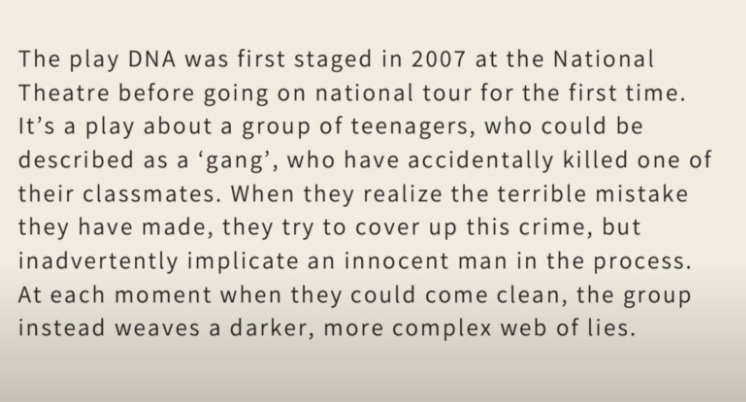 The play DNA was first staged in 2007 at the National
Theatre before going on national tour for the first time.
It’s a play about a group of teenagers, who could be
described as a ‘gang’, who have accidentally killed one of
their classmates. When they realize the terrible mistake
they have made, they try to cover up this crime, but
inadvertently implicate an innocent man in the process.
At each moment when they could come clean, the group
instead weaves a darker, more complex web of lies.